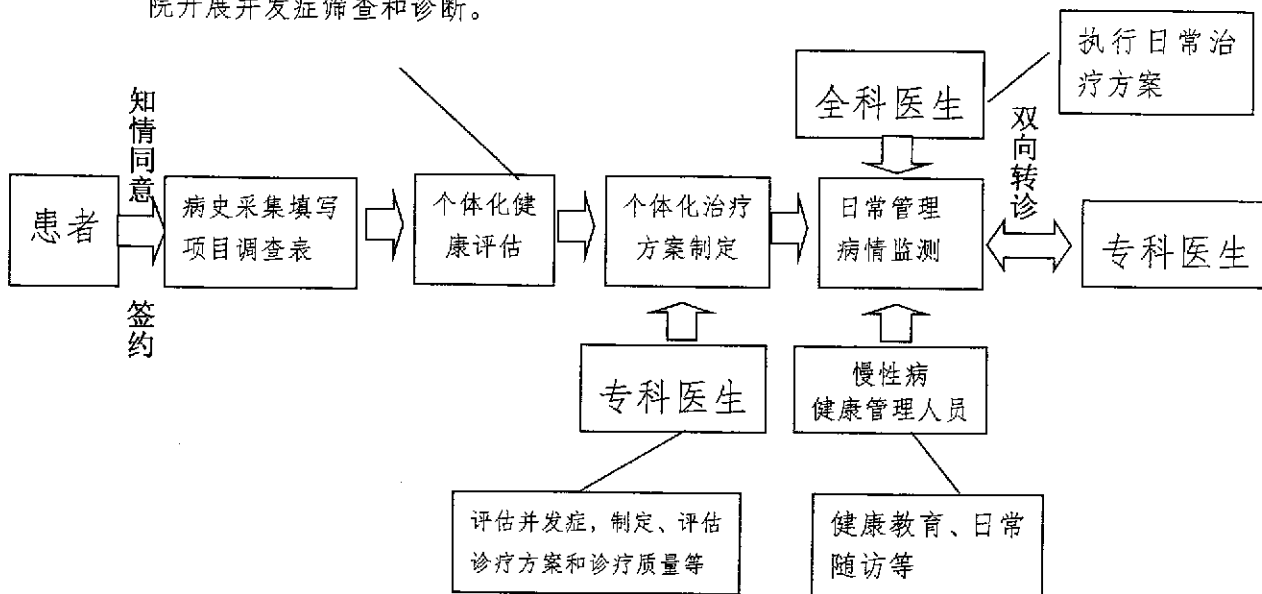 院开展并发症筛查和诊断。
执行日常治
疗方案
全科医生
知情同意
双向转诊
患者
病史采集填写
项目调查表
个体化健
康评估
个体化治疗
方案制定
日常管理
病情监测
专科医生
签约
专科医生
慢性病
健康管理人员
评估并发症，制定、评估
诊疗方案和诊疗质量等
健康教育、日常
随访等